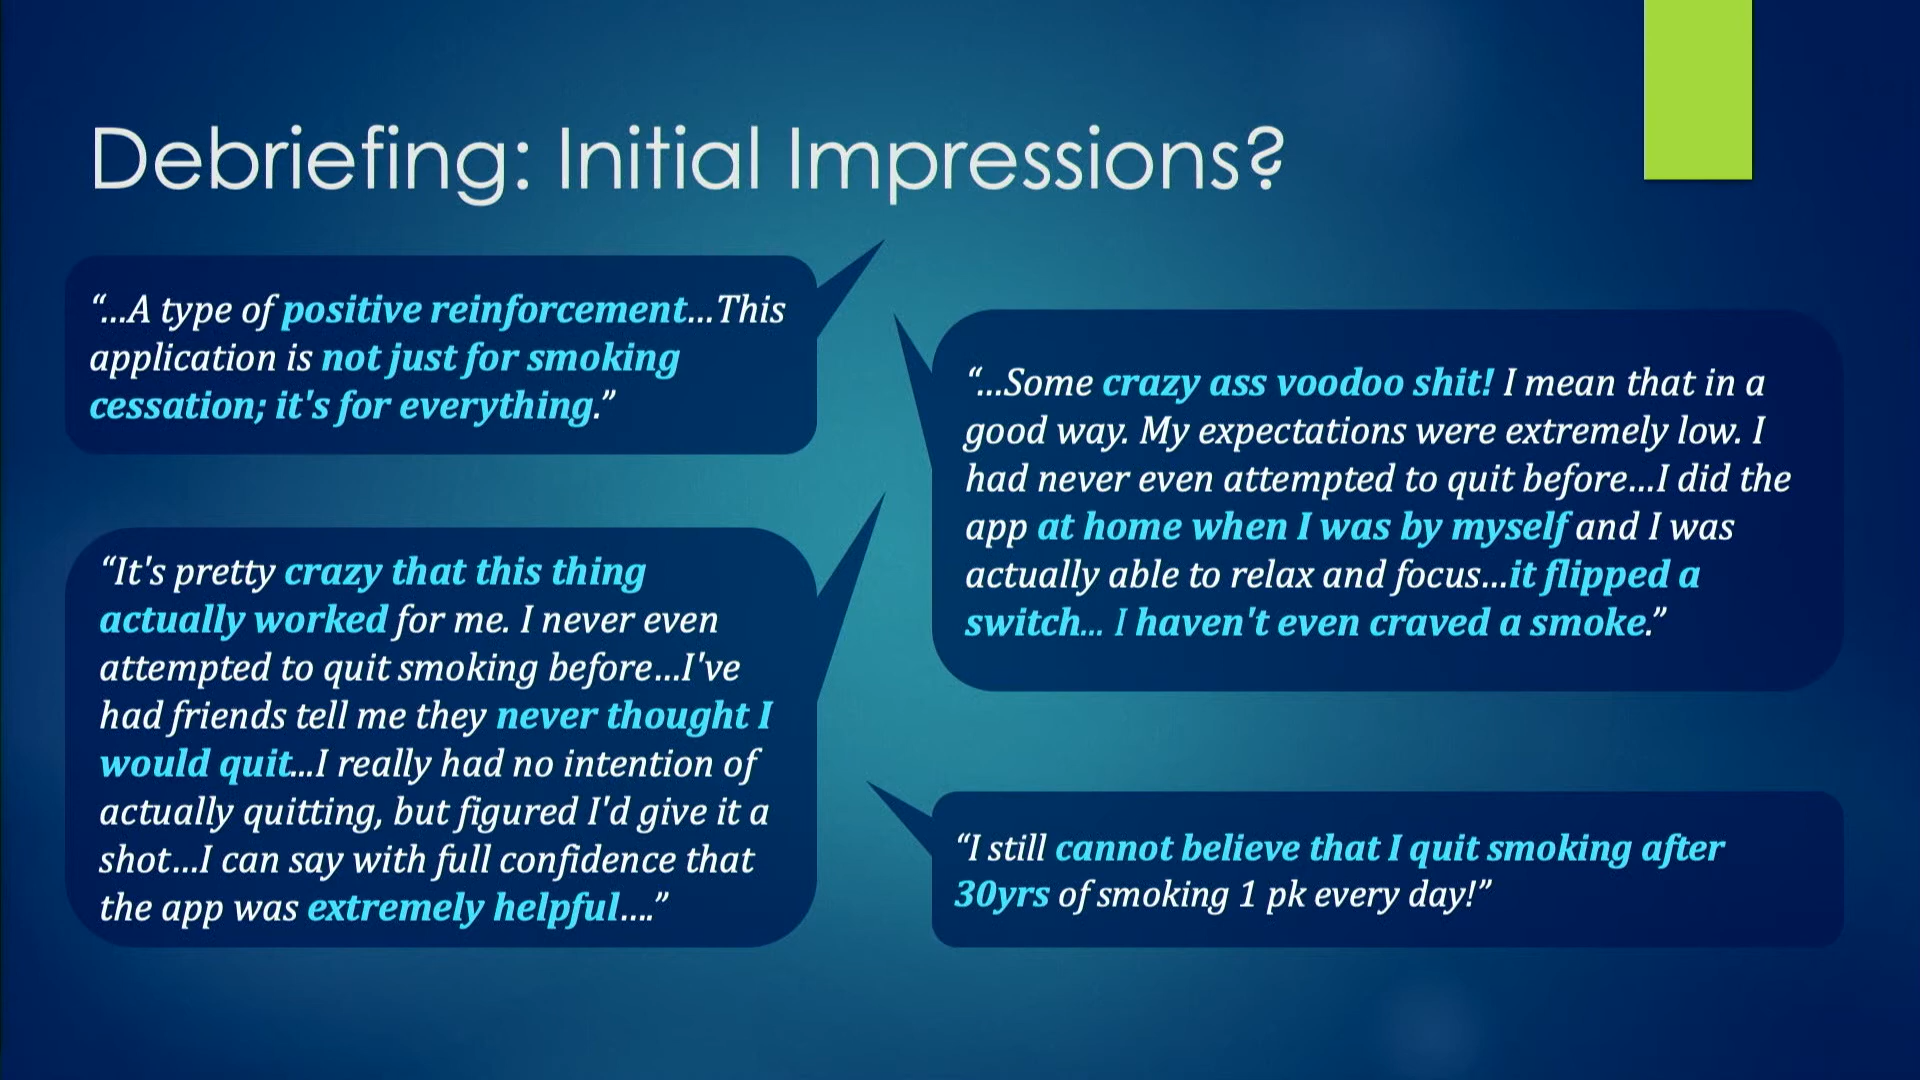 Debriefing: Initial Impressions?
“...A type of positive reinforcement...This
application is not just for smoking
cessation; it's for everything.”
“...Some crazy ass voodoo shit! I mean that in a
good way. My expectations were extremely low. I
had never even attempted to quit before...I did the
app at home when I was by myself and I was
actually able to relax and focus...it flipped a
switch... I haven't even craved a smoke.”
“It's pretty crazy that this thing
actually worked for me. I never even
attempted to quit smoking before...I've
had friends tell me they never thought I
would quit...I really had no intention of
actually quitting, but figured I'd give it a
shot...I can say with full confidence that
the app was extremely helpful....”
“I still cannot believe that I quit smoking after
30yrs of smoking 1 pk every day!”